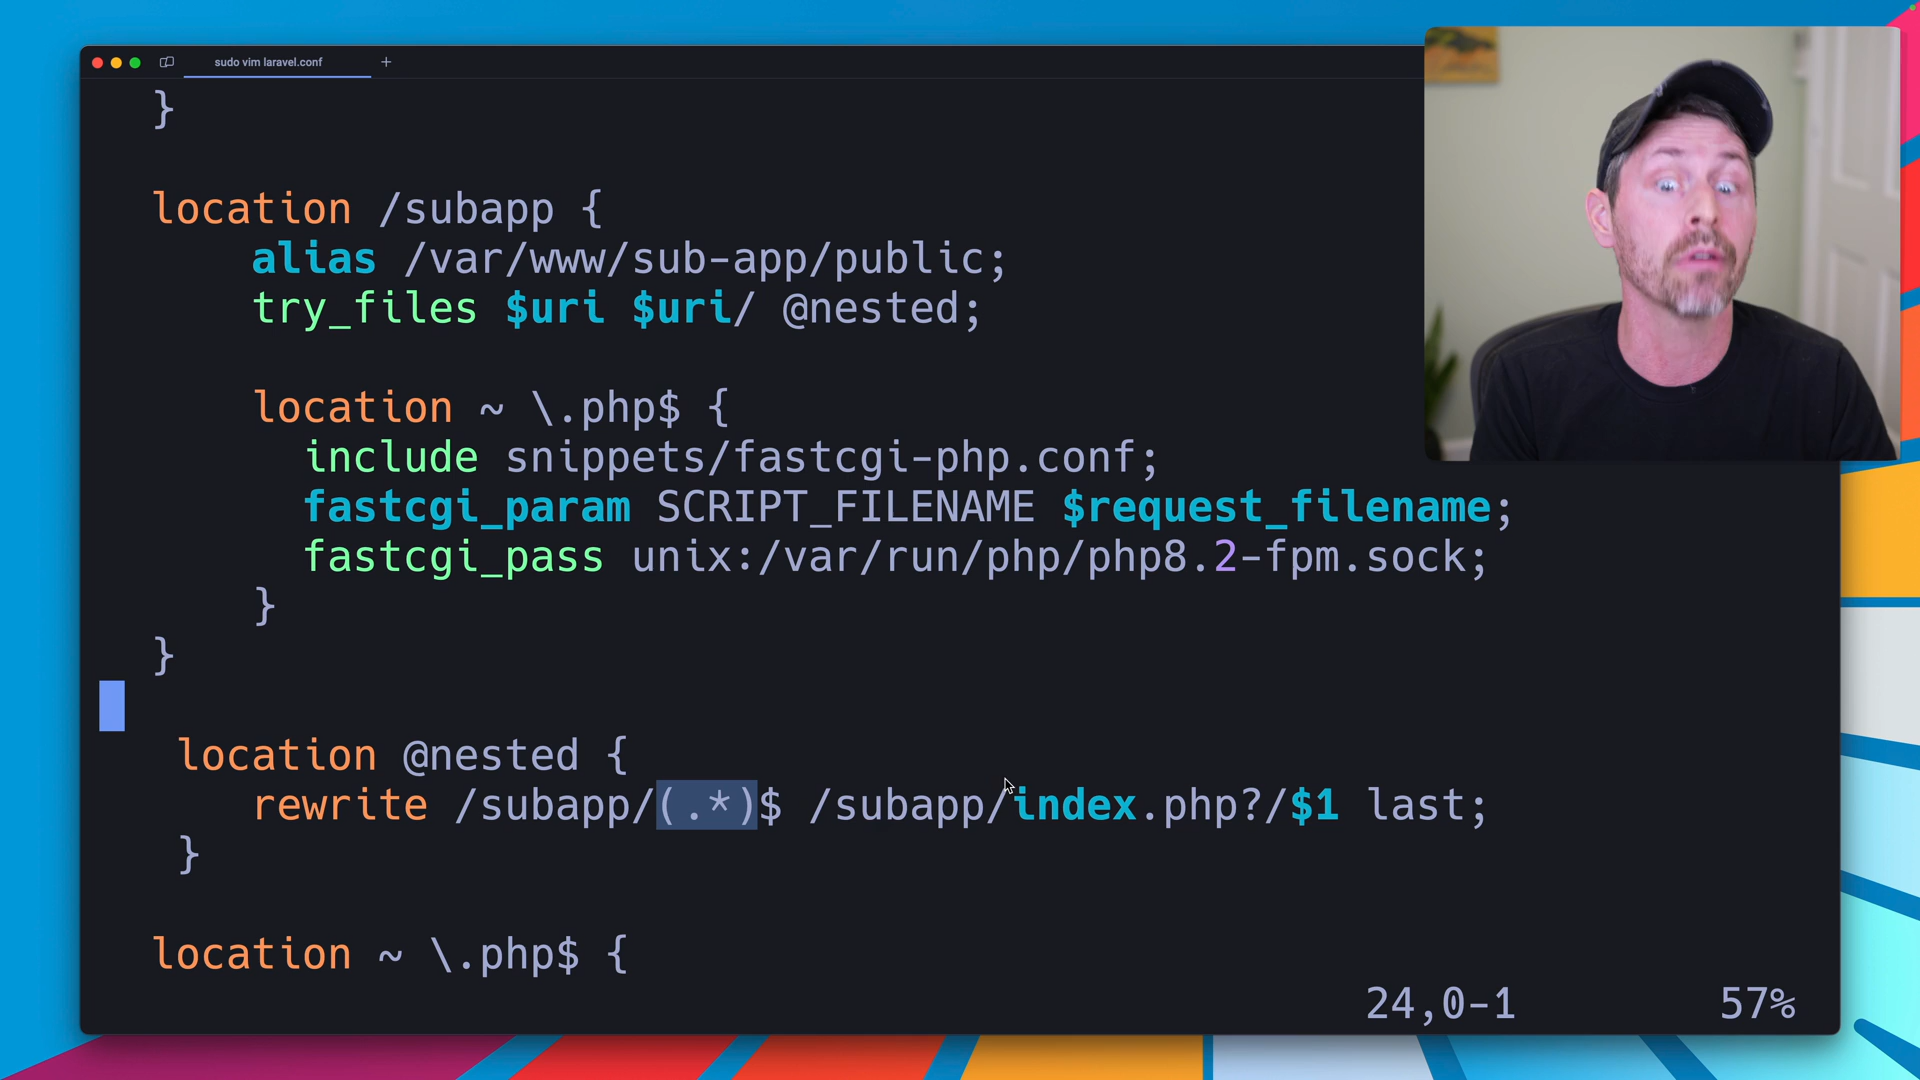 sudo vim laravel.conf +
}
location /subapp {
alias /var/www/sub-app/public;
try_files $uri $uri/ @nested;
location ~ \.php$ {
include snippets/fastcgi-php.conf;
fastcgi_param SCRIPT_FILENAME $request_filename;
fastcgi_pass unix:/var/run/php/php8.2-fpm.sock;
}
}
location @nested {
rewrite /subapp/(.*)$ /subapp/index.php?/$1 last;
}
location ~ \.php$ {
24,0-1 57%